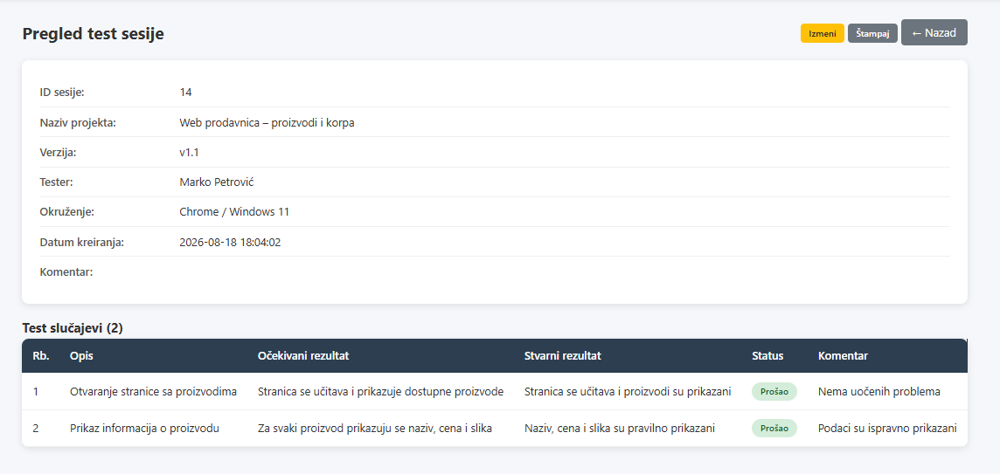 Pregled test sesije
Izmeni Štampaj ← Nazad
ID sesije: 14
Naziv projekta: Web prodavnica – proizvodi i korpa
Verzija: v1.1
Tester: Marko Petrović
Okruženje: Chrome / Windows 11
Datum kreiranja: 2026-08-18 18:04:02
Komentar:
Test slučajevi (2)
Rb. Opis Očekivani rezultat Stvarni rezultat Status Komentar
1 Otvaranje stranice sa proizvodima Stranica se učitava i prikazuje dostupne proizvode Stranica se učitava i proizvodi su prikazani Prošao Nema uočenih problema
2 Prikaz informacija o proizvodu Za svaki proizvod prikazuju se naziv, cena i slika Naziv, cena i slika su pravilno prikazani Prošao Podaci su ispravno prikazani